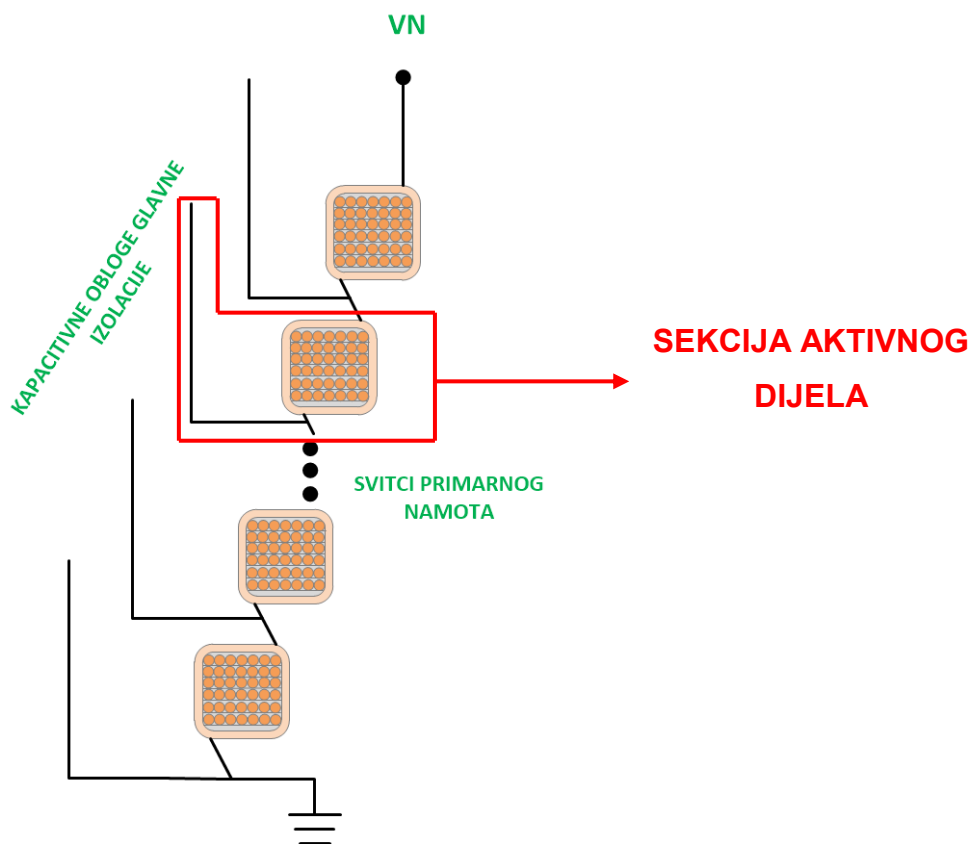 VN
KAPACITIVNE OBLOGE GLAVNE
IZOLACIJE
SEKCIJA AKTIVNOG
DIJELA
SVITCI PRIMARNOG
NAMOTA